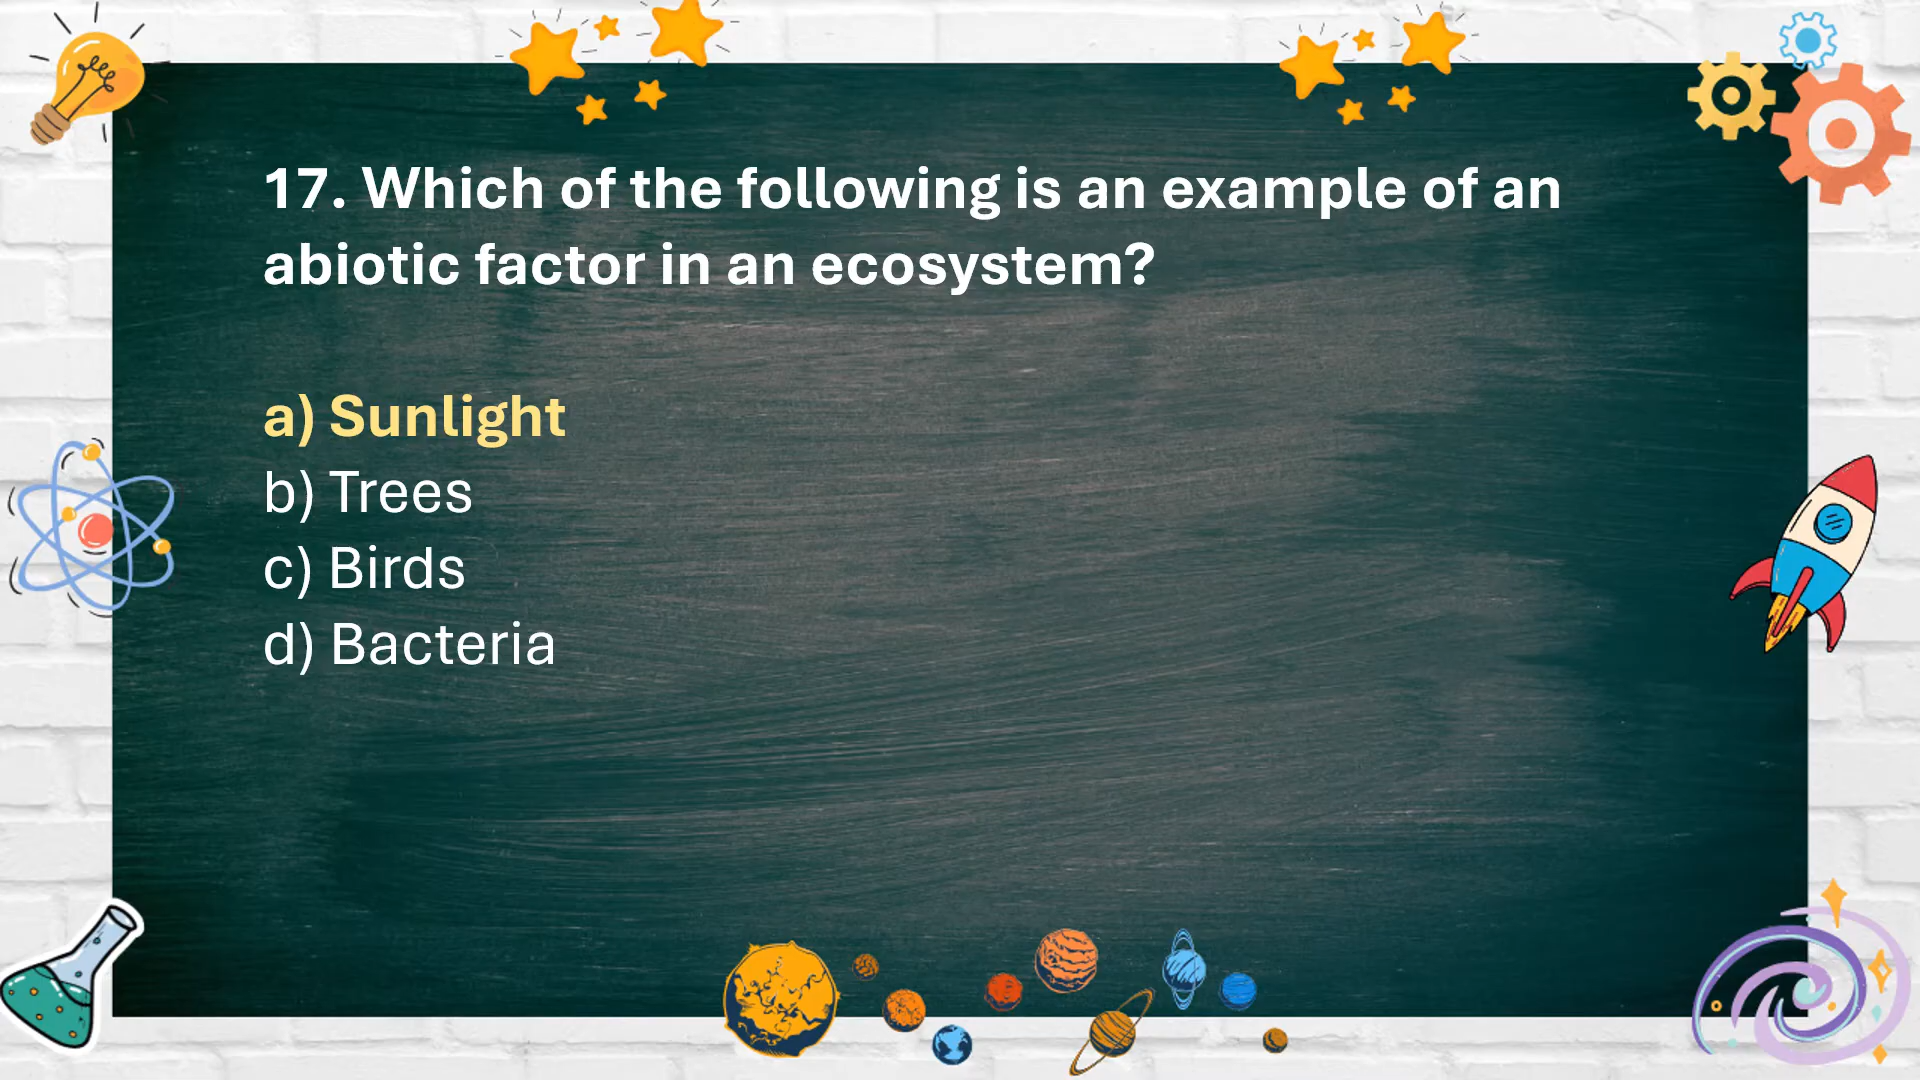 17. Which of the following is an example of an
abiotic factor in an ecosystem?
a) Sunlight
b) Trees
c) Birds
d) Bacteria